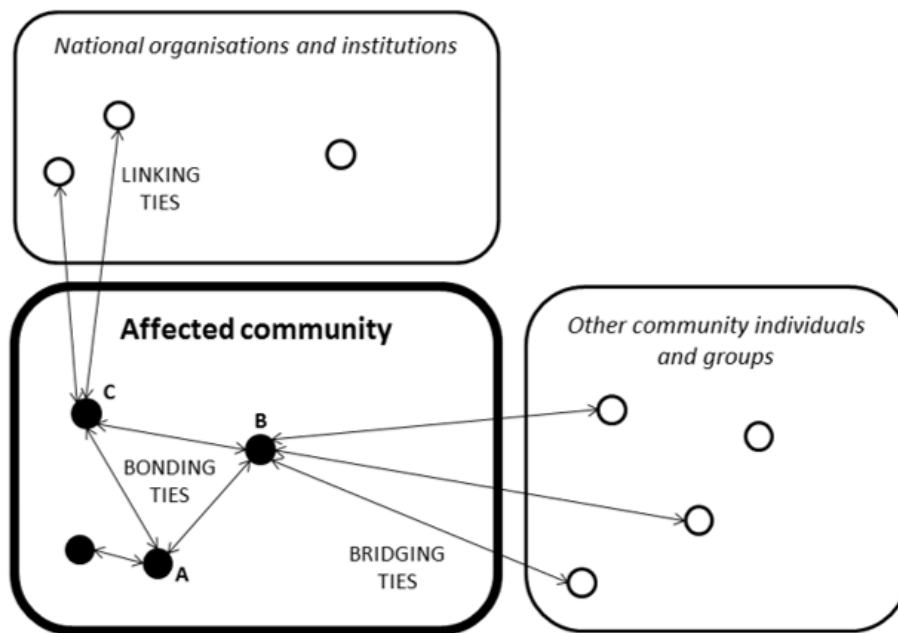 National organisations and institutions
LINKING
TIES
Affected community
Other community individuals
and groups
C
B
BONDING
TIES
A
BRIDGING
TIES